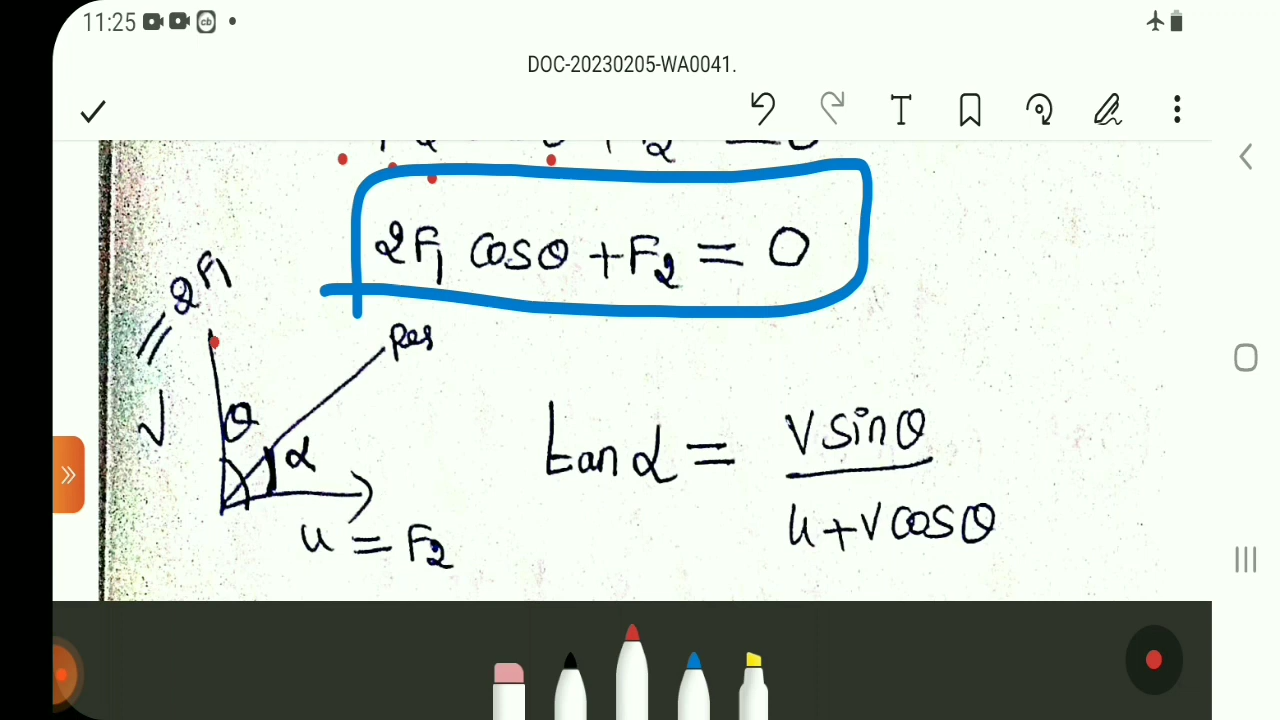 11:25
DOC-20230205-WA0041.
T
2F₁ cosθ + F₂ = 0
= 2F₁
V
θ
Res
α
u = F₂
tan α = V sinθ
u + V cosθ